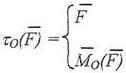 τ_O(F̅) = { F̅
M̅_O(F̅)